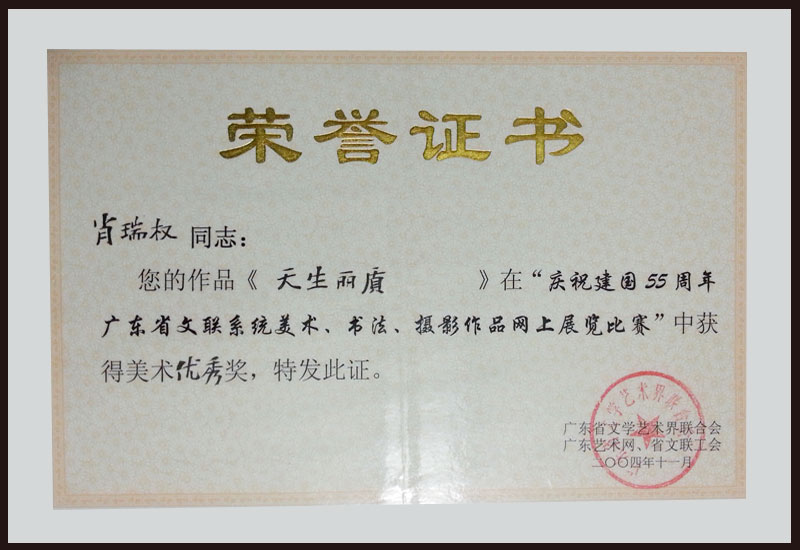 荣誉证书
肖瑞权 同志：
您的作品《 天生丽质 》在“庆祝建国55周年
广东省文联系统美术、书法、摄影作品网上展览比赛”中获
得美术优秀奖，特发此证。
广东省文学艺术界联合会
广东艺术网、省文联工会
二〇〇四年十一月